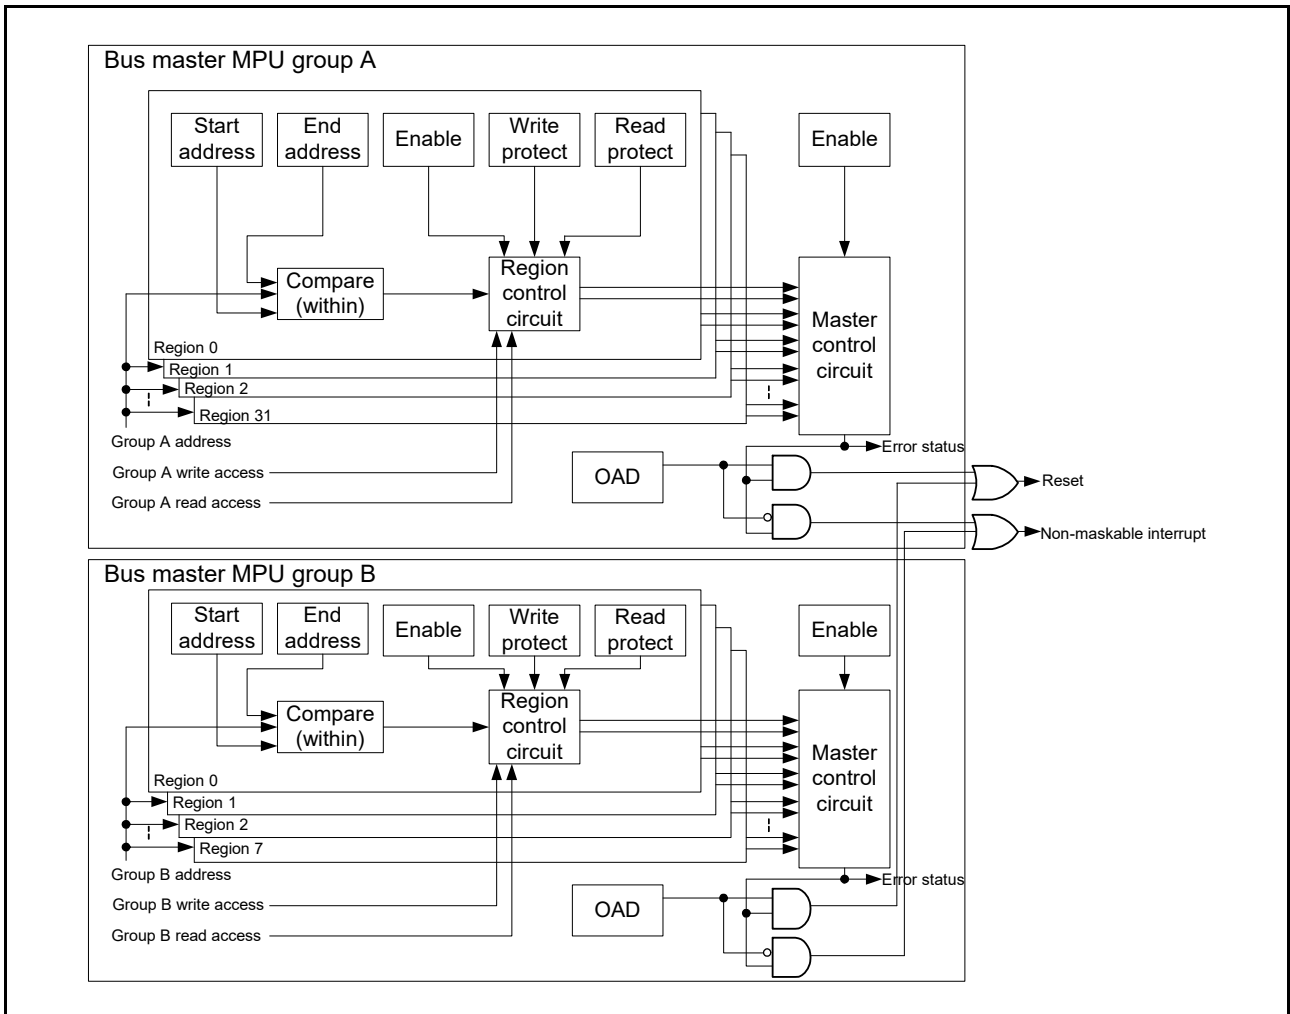 Bus master MPU group A
Start
address
End
address
Enable
Write
protect
Read
protect
Enable
Compare
(within)
Region
control
circuit
Master
control
circuit
Region 0
Region 1
Region 2
Region 31
Group A address
Group A write access
Group A read access
OAD
Error status
Reset
Non-maskable interrupt
Bus master MPU group B
Start
address
End
address
Enable
Write
protect
Read
protect
Enable
Compare
(within)
Region
control
circuit
Master
control
circuit
Region 0
Region 1
Region 2
Region 7
Group B address
Group B write access
Group B read access
OAD
Error status